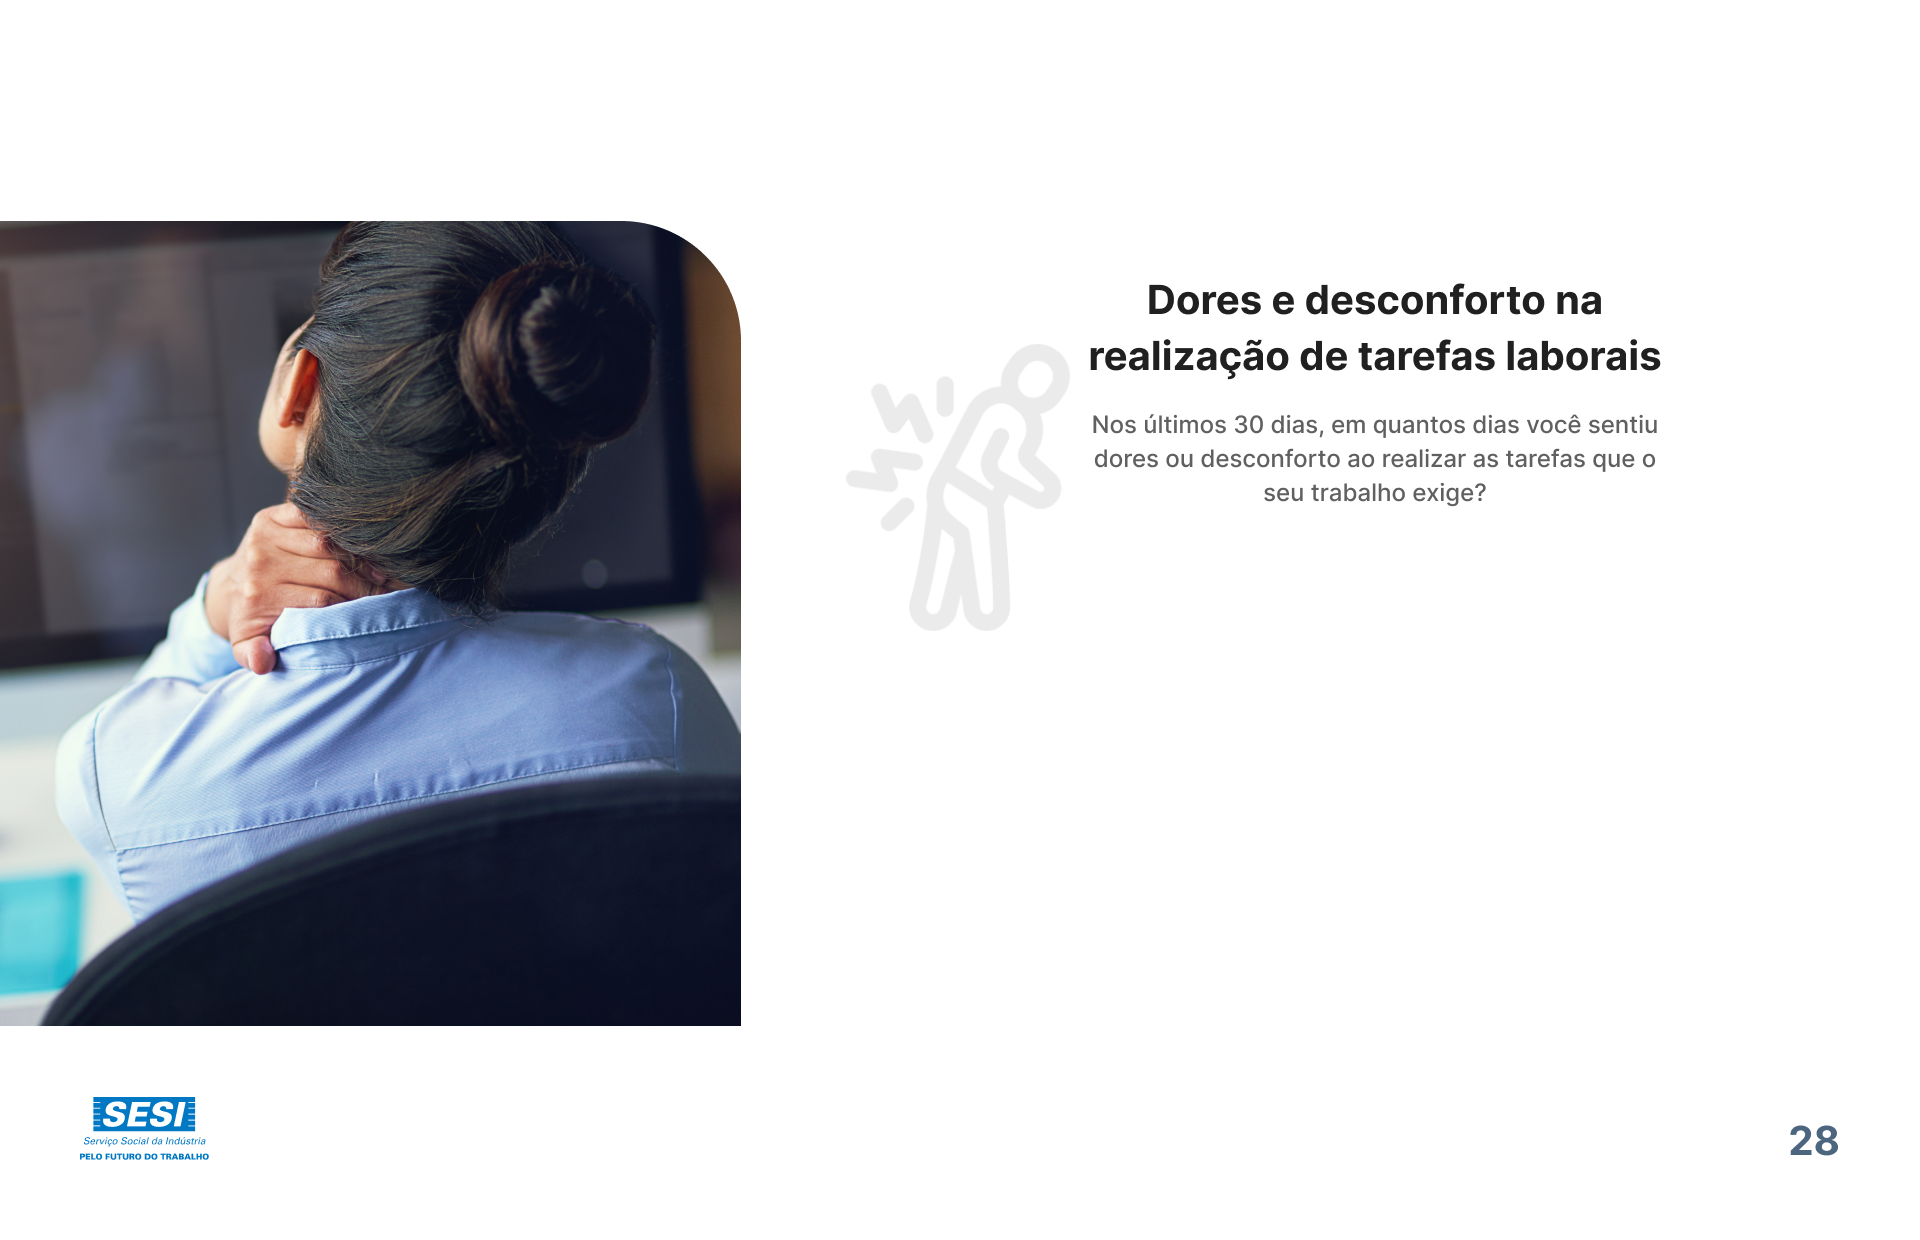 Dores e desconforto na
realização de tarefas laborais
Nos últimos 30 dias, em quantos dias você sentiu
dores ou desconforto ao realizar as tarefas que o
seu trabalho exige?
SESI
Serviço Social da Indústria
PELO FUTURO DO TRABALHO
28